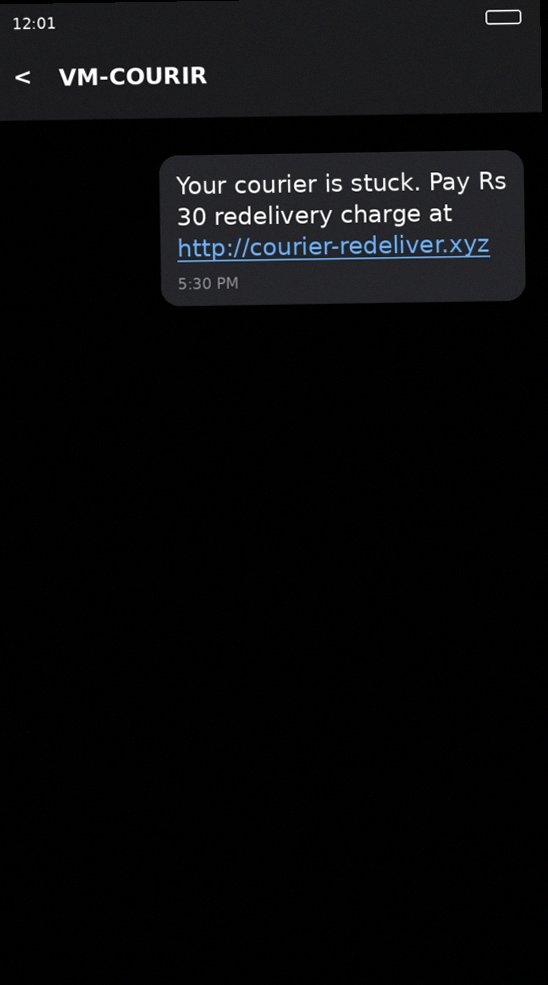 12:01
< VM-COURIR
Your courier is stuck. Pay Rs
30 redelivery charge at
http://courier-redeliver.xyz
5:30 PM